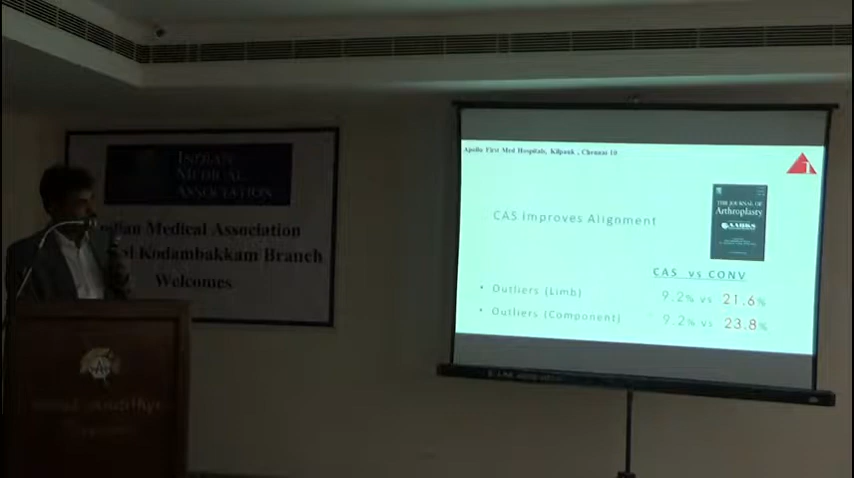 INDIAN
MEDICAL
ASSOCIATION
Indian Medical Association
Kodambakkam Branch
Welcomes
Apollo First Med Hospitals, Kilpauk , Chennai 10
CAS Improves Alignment
THE JOURNAL OF
Arthroplasty
AAHKS
CAS vs CONV
• Outliers (Limb) 9.2% vs 21.6%
• Outliers (Component) 9.2% vs 23.8%